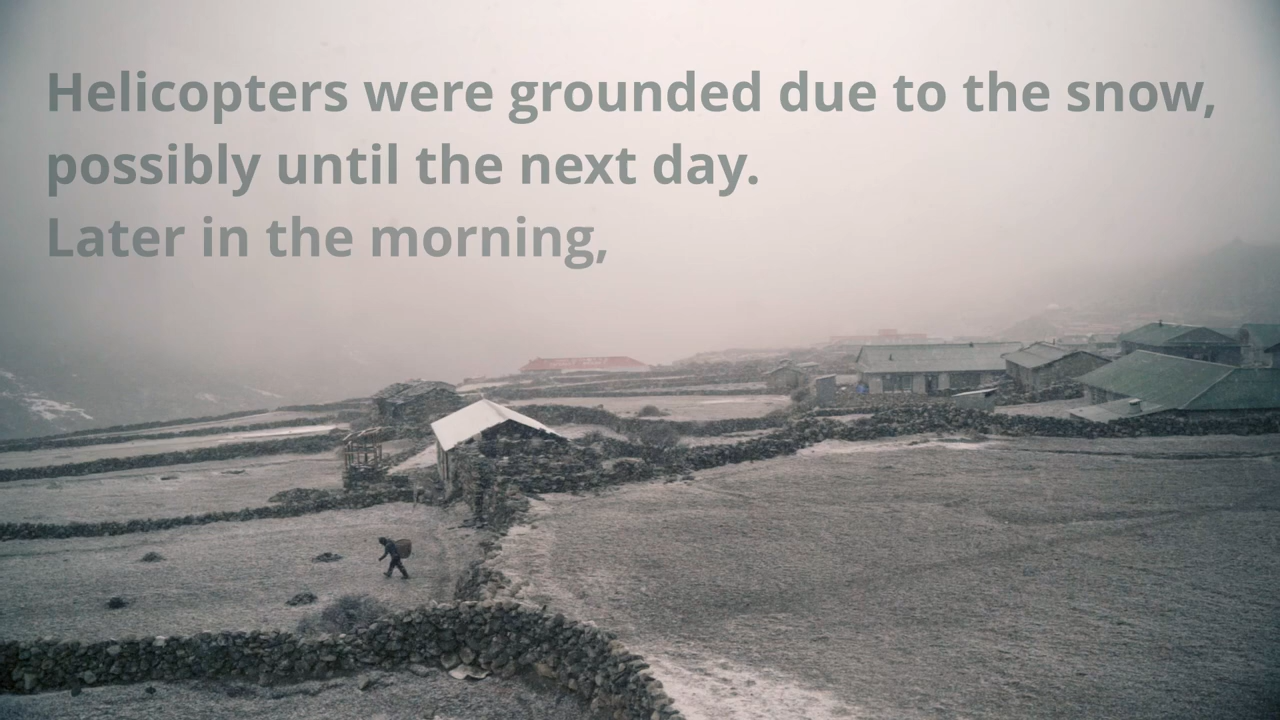 Helicopters were grounded due to the snow,
possibly until the next day.
Later in the morning,